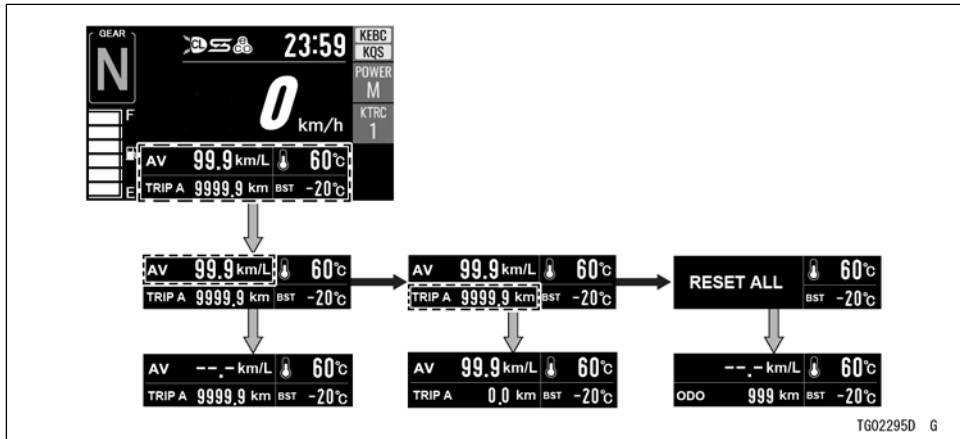 GEAR
N
CL
BCO
23:59
KEBC
KQS
POWER
M
0 km/h
KTRC
1
F
E
AV 99.9 km/L 60°C
TRIP A 9999.9 km BST -20°C
AV 99.9 km/L 60°C
TRIP A 9999.9 km BST -20°C
AV 99.9 km/L 60°C
TRIP A 9999.9 km BST -20°C
RESET ALL 60°C
BST -20°C
AV --.- km/L 60°C
TRIP A 9999.9 km BST -20°C
AV 99.9 km/L 60°C
TRIP A 0.0 km BST -20°C
--.- km/L 60°C
ODO 999 km BST -20°C
TG02295D G